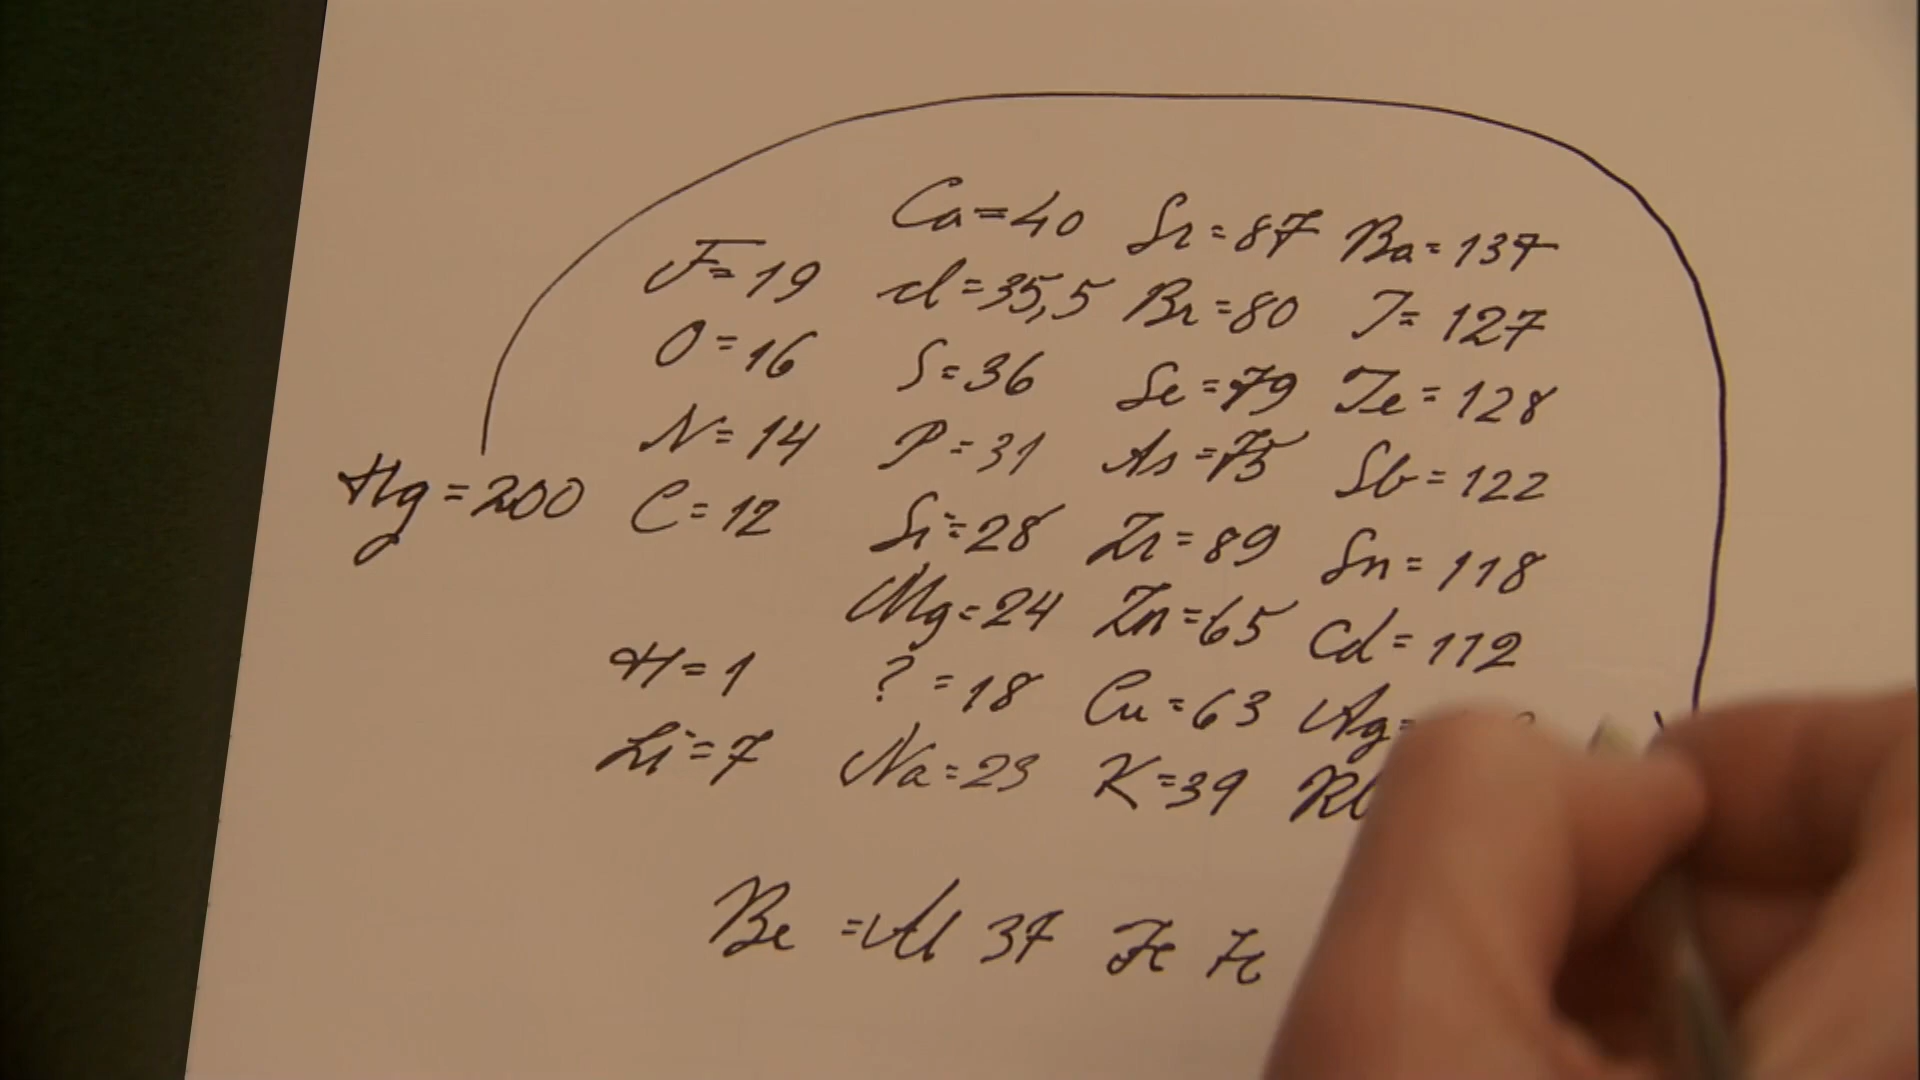 Ca=40 Sr=87 Ba=137
F=19 cl=35,5 Br=80 J=127
O=16 S=36 Se=79 Te=128
N=14 P=31 As=75 Sb=122
Hg=200 C=12 Si=28 Zr=89 Sn=118
Mg=24 Zn=65 Cd=112
H=1 ?=18 Cu=63 Ag=
Li=7 Na=23 K=39
Be =Al 37 Fe